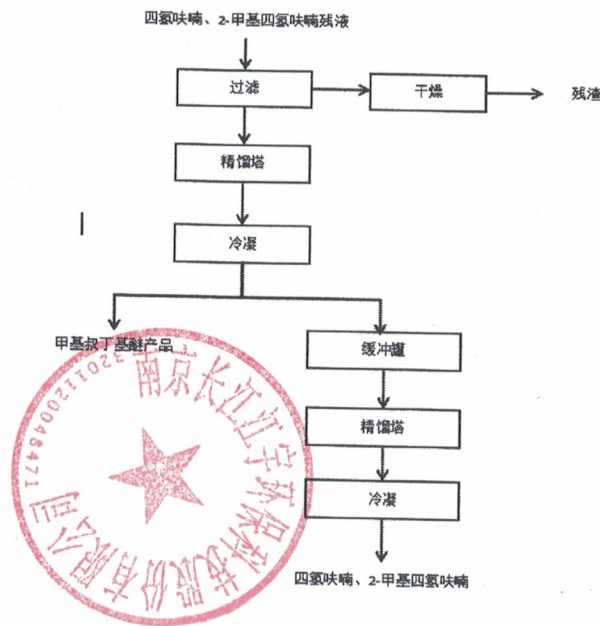 四氢呋喃、2-甲基四氢呋喃残液
过滤
干燥
残渣
精馏塔
冷凝
甲基叔丁基醚产品
缓冲罐
精馏塔
冷凝
四氢呋喃、2-甲基四氢呋喃
南京长江江宇环保科技股份有限公司
3201120048471